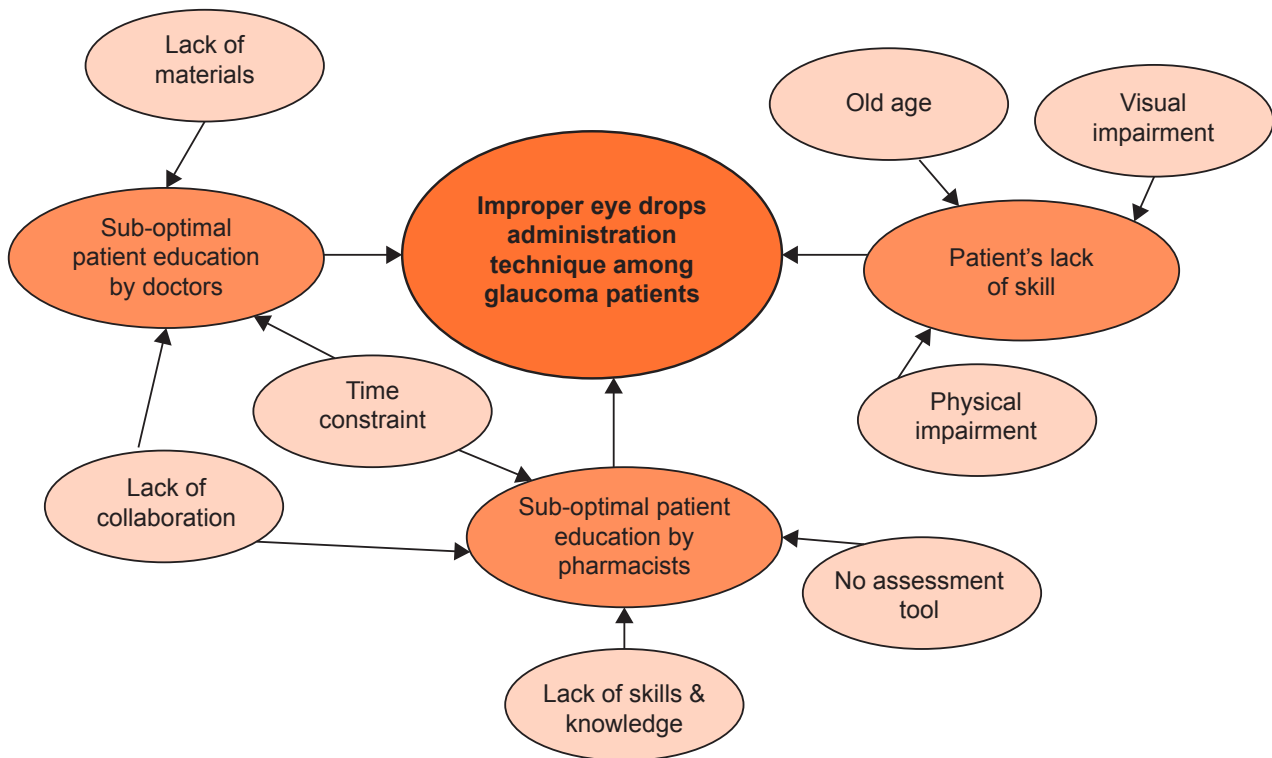 Lack of
materials
Old age
Visual
impairment
Improper eye drops
administration
technique among
glaucoma patients
Sub-optimal
patient education
by doctors
Patient’s lack
of skill
Time
constraint
Physical
impairment
Lack of
collaboration
Sub-optimal patient
education by
pharmacists
No assessment
tool
Lack of skills &
knowledge